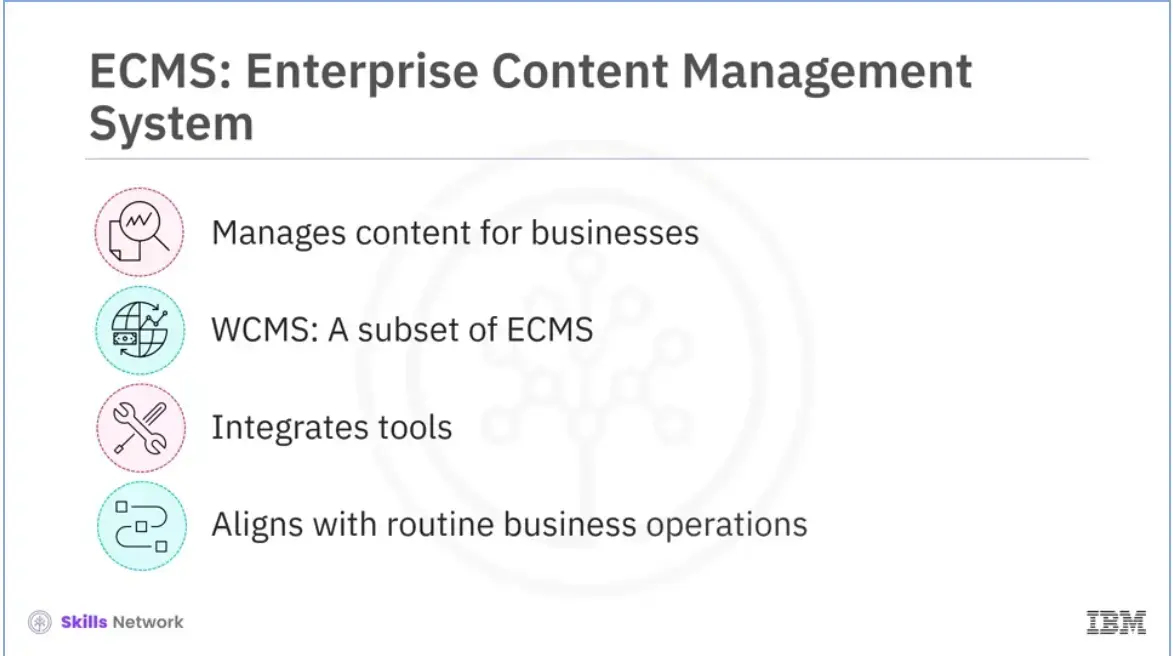 ECMS: Enterprise Content Management
System
Manages content for businesses
WCMS: A subset of ECMS
Integrates tools
Aligns with routine business operations
Skills Network
IBM